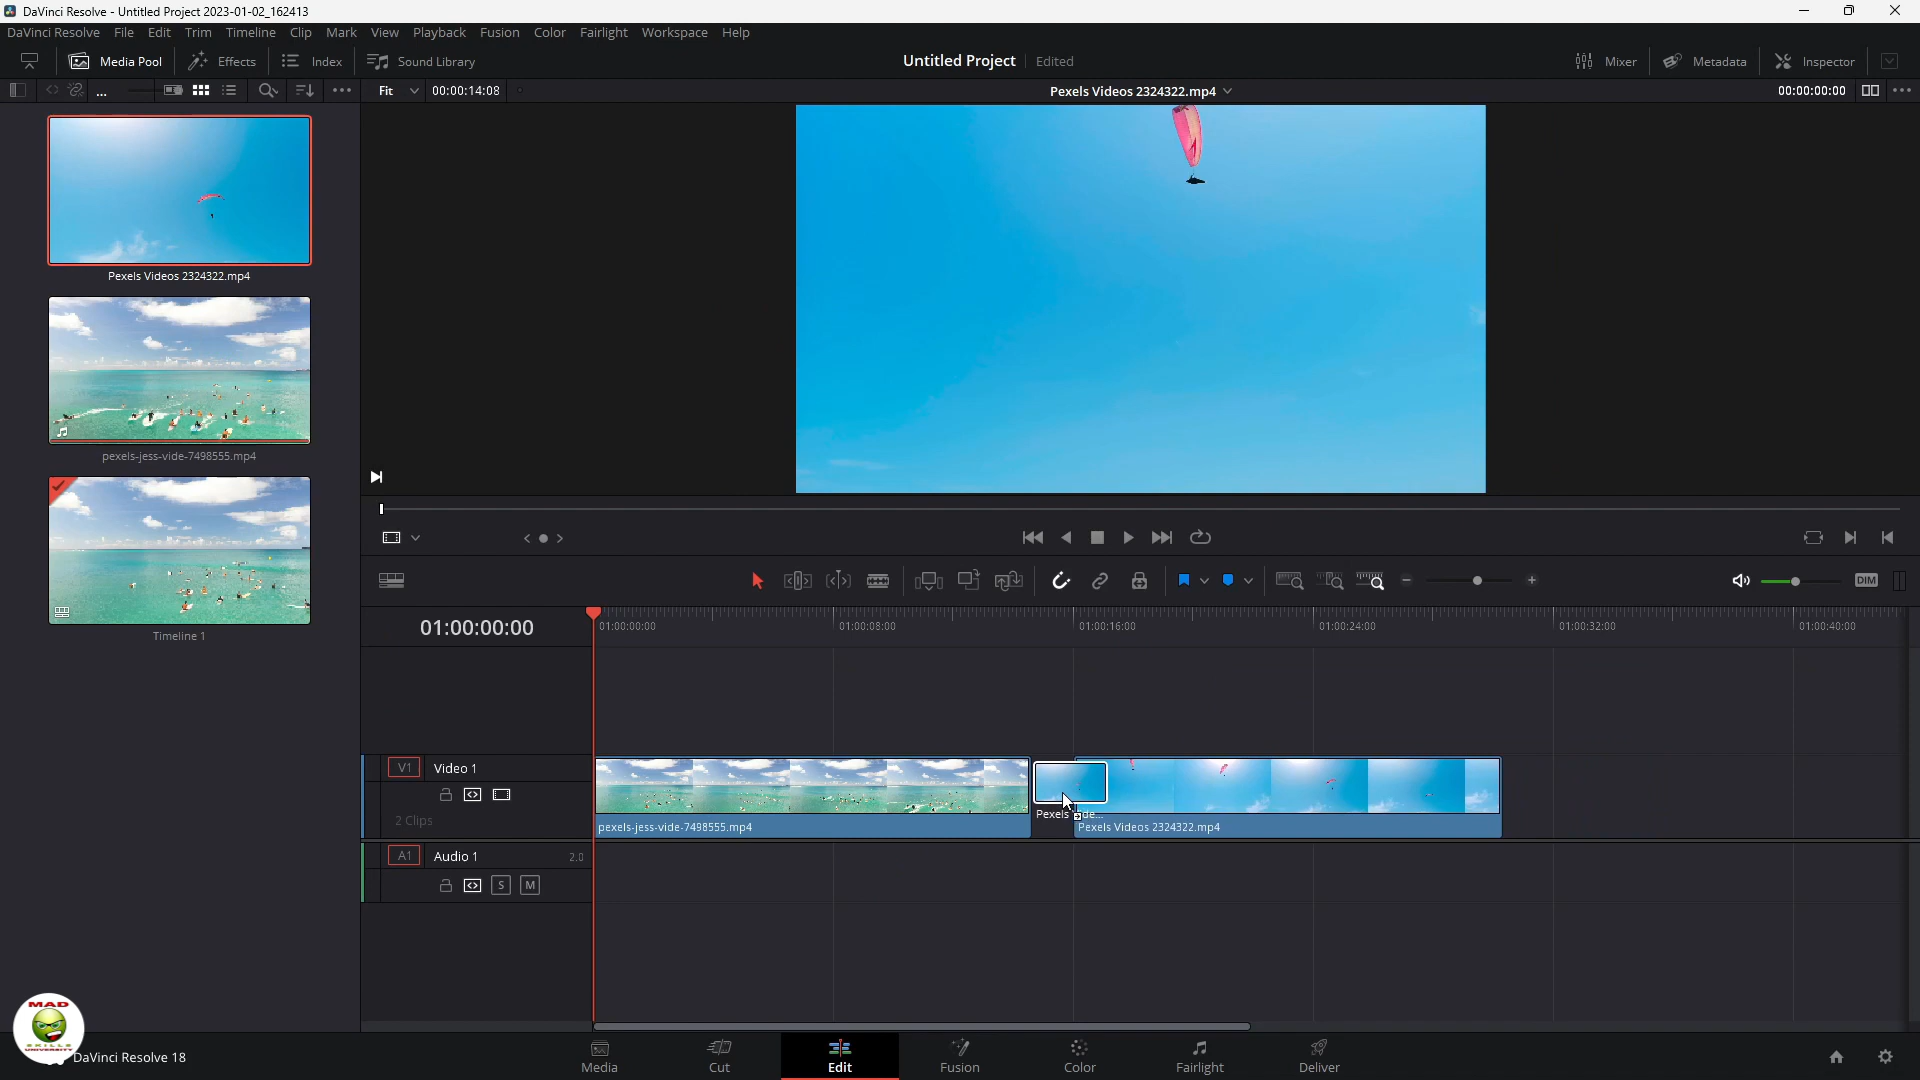 DaVinci Resolve - Untitled Project 2023-01-02_162413
DaVinci Resolve File Edit Trim Timeline Clip Mark View Playback Fusion Color Fairlight Workspace Help
Media Pool Effects Index Sound Library
Untitled Project Edited
Mixer Metadata Inspector
... Fit 00:00:14:08
Pexels Videos 2324322.mp4
00:00:00:00
Pexels Videos 2324322.mp4
pexels-jess-vide-7498555.mp4
Timeline 1
DIM
01:00:00:00
01:00:00:00 01:00:08:00 01:00:16:00 01:00:24:00 01:00:32:00 01:00:40:00
V1 Video 1
2 Clips
pexels-jess-vide-7498555.mp4
Pexels
de...
Pexels Videos 2324322.mp4
A1 Audio 1 2.0
S M
MAD
SKILLS
UNIVERSITY
DaVinci Resolve 18
Media Cut Edit Fusion Color Fairlight Deliver